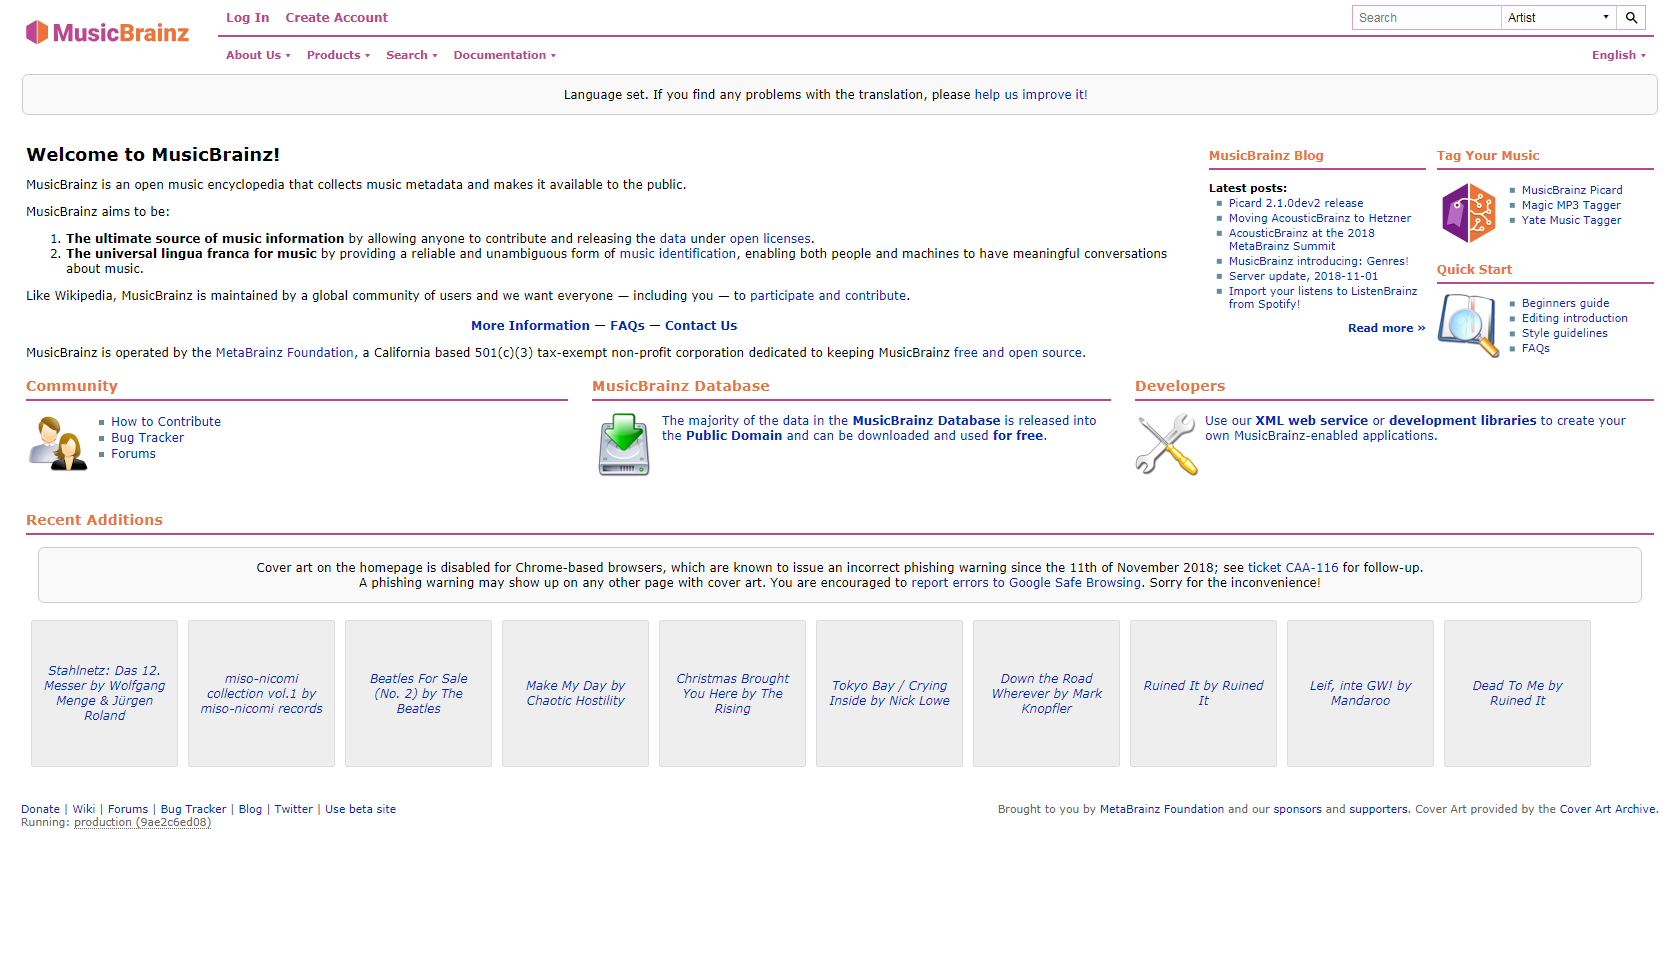 MusicBrainz
Log In Create Account
Search Artist
About Us Products Search Documentation
English
Language set. If you find any problems with the translation, please help us improve it!
Welcome to MusicBrainz!
MusicBrainz is an open music encyclopedia that collects music metadata and makes it available to the public.
MusicBrainz aims to be:
1. The ultimate source of music information by allowing anyone to contribute and releasing the data under open licenses.
2. The universal lingua franca for music by providing a reliable and unambiguous form of music identification, enabling both people and machines to have meaningful conversations
about music.
Like Wikipedia, MusicBrainz is maintained by a global community of users and we want everyone — including you — to participate and contribute.
More Information — FAQs — Contact Us
MusicBrainz is operated by the MetaBrainz Foundation, a California based 501(c)(3) tax-exempt non-profit corporation dedicated to keeping MusicBrainz free and open source.
MusicBrainz Blog
Latest posts:
Picard 2.1.0dev2 release
Moving AcousticBrainz to Hetzner
AcousticBrainz at the 2018
MetaBrainz Summit
MusicBrainz introducing: Genres!
Server update, 2018-11-01
Import your listens to ListenBrainz
from Spotify!
Read more »
Tag Your Music
MusicBrainz Picard
Magic MP3 Tagger
Yate Music Tagger
Quick Start
Beginners guide
Editing introduction
Style guidelines
FAQs
Community
How to Contribute
Bug Tracker
Forums
MusicBrainz Database
The majority of the data in the MusicBrainz Database is released into
the Public Domain and can be downloaded and used for free.
Developers
Use our XML web service or development libraries to create your
own MusicBrainz-enabled applications.
Recent Additions
Cover art on the homepage is disabled for Chrome-based browsers, which are known to issue an incorrect phishing warning since the 11th of November 2018; see ticket CAA-116 for follow-up.
A phishing warning may show up on any other page with cover art. You are encouraged to report errors to Google Safe Browsing. Sorry for the inconvenience!
Stahlnetz: Das 12.
Messer by Wolfgang
Menge & Jürgen
Roland
miso-nicomi
collection vol.1 by
miso-nicomi records
Beatles For Sale
(No. 2) by The
Beatles
Make My Day by
Chaotic Hostility
Christmas Brought
You Here by The
Rising
Tokyo Bay / Crying
Inside by Nick Lowe
Down the Road
Wherever by Mark
Knopfler
Ruined It by Ruined
It
Leif, inte GW! by
Mandaroo
Dead To Me by
Ruined It
Donate | Wiki | Forums | Bug Tracker | Blog | Twitter | Use beta site
Running: production (9ae2c6ed08)
Brought to you by MetaBrainz Foundation and our sponsors and supporters. Cover Art provided by the Cover Art Archive.